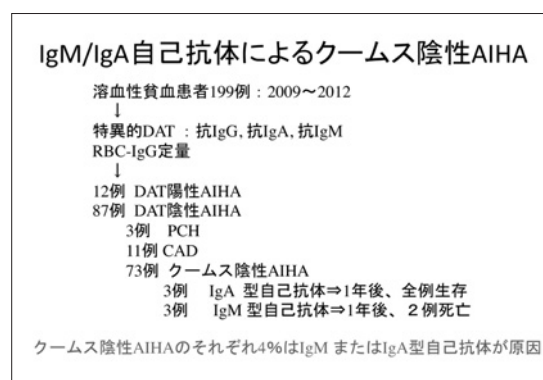 IgM/IgA自己抗体によるクームス陰性AIHA
溶血性貧血患者199例：2009～2012
↓
特異的DAT ：抗IgG, 抗IgA, 抗IgM
RBC-IgG定量
↓
12例 DAT陽性AIHA
87例 DAT陰性AIHA
3例 PCH
11例 CAD
73例 クームス陰性AIHA
3例 IgA 型自己抗体⇒1年後、全例生存
3例 IgM 型自己抗体⇒1年後、２例死亡
クームス陰性AIHAのそれぞれ4%はIgM またはIgA型自己抗体が原因